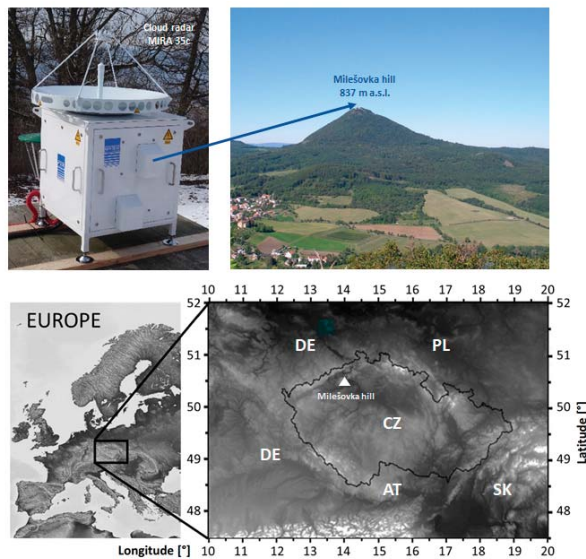 Cloud radar
MIRA 35c
Milešovka hill
837 m a.s.l.
10 11 12 13 14 15 16 17 18 19 20
EUROPE
52 52
DE PL
51 51
Milešovka hill
50 50
CZ
DE
49 49
AT SK
48 48
Latitude [°]
Longitude [°]
10 11 12 13 14 15 16 17 18 19 20